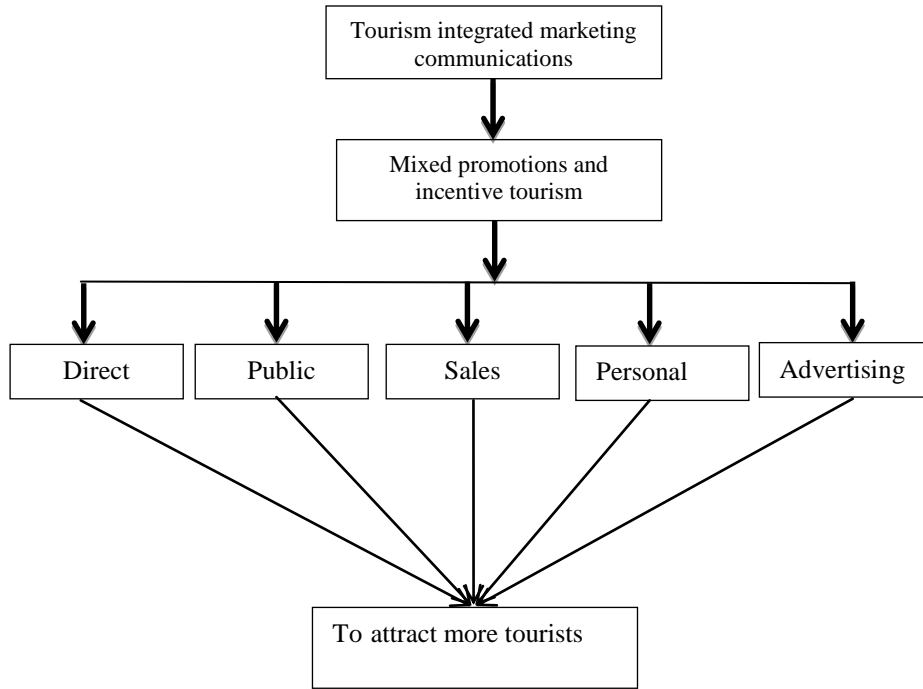 Tourism integrated marketing
communications
Mixed promotions and
incentive tourism
Direct
Public
Sales
Personal
Advertising
To attract more tourists